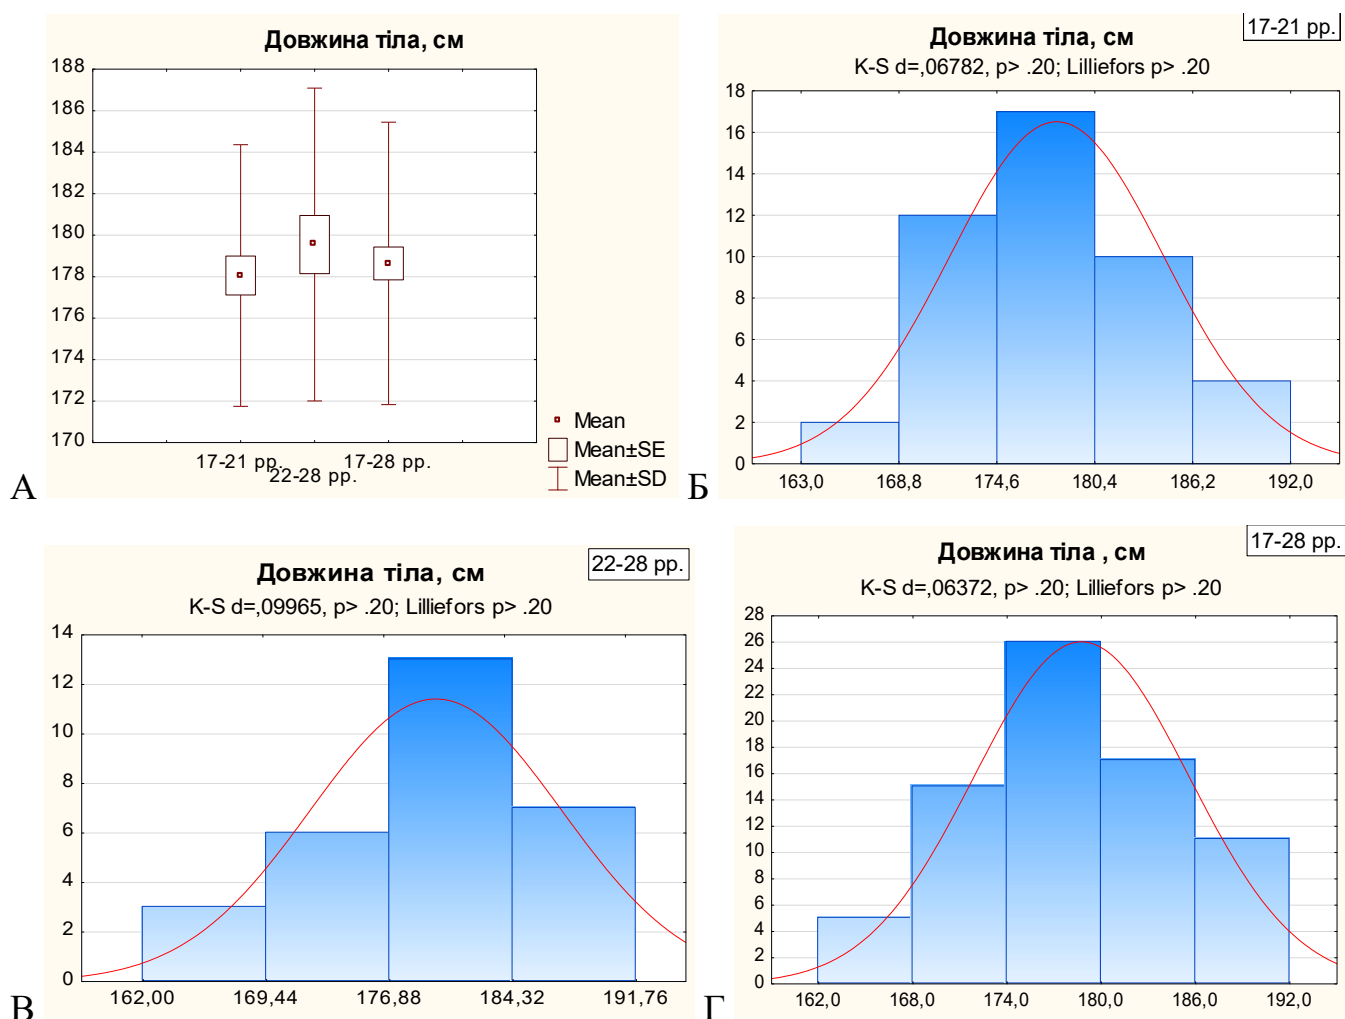 Довжина тіла, см
188
186
184
182
180
178
176
174
172
170
17-21 рр.
22-28 рр.
17-28 рр.
Mean
Mean±SE
Mean±SD
А
17-21 рр.
Довжина тіла, см
K-S d=,06782, p> .20; Lilliefors p> .20
18
16
14
12
10
8
6
4
2
0
163,0 168,8 174,6 180,4 186,2 192,0
Б
22-28 рр.
Довжина тіла, см
K-S d=,09965, p> .20; Lilliefors p> .20
14
12
10
8
6
4
2
0
162,00 169,44 176,88 184,32 191,76
В
17-28 рр.
Довжина тіла , см
K-S d=,06372, p> .20; Lilliefors p> .20
28
26
24
22
20
18
16
14
12
10
8
6
4
2
0
162,0 168,0 174,0 180,0 186,0 192,0
Г